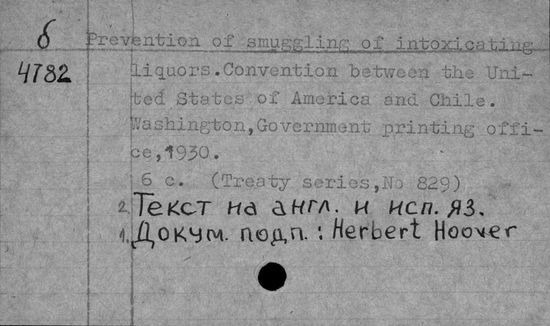 б Prevention of smuggling of intoxicating
4782 liquors.Convention between the Uni-
ted States of America and Chile.
Washington,Government printing offi-
ce,1930.
6 с. (Treaty series,No 829)
2. Текст на англ. и исп. яз.
1. Докум. подп.: Herbert Hoover